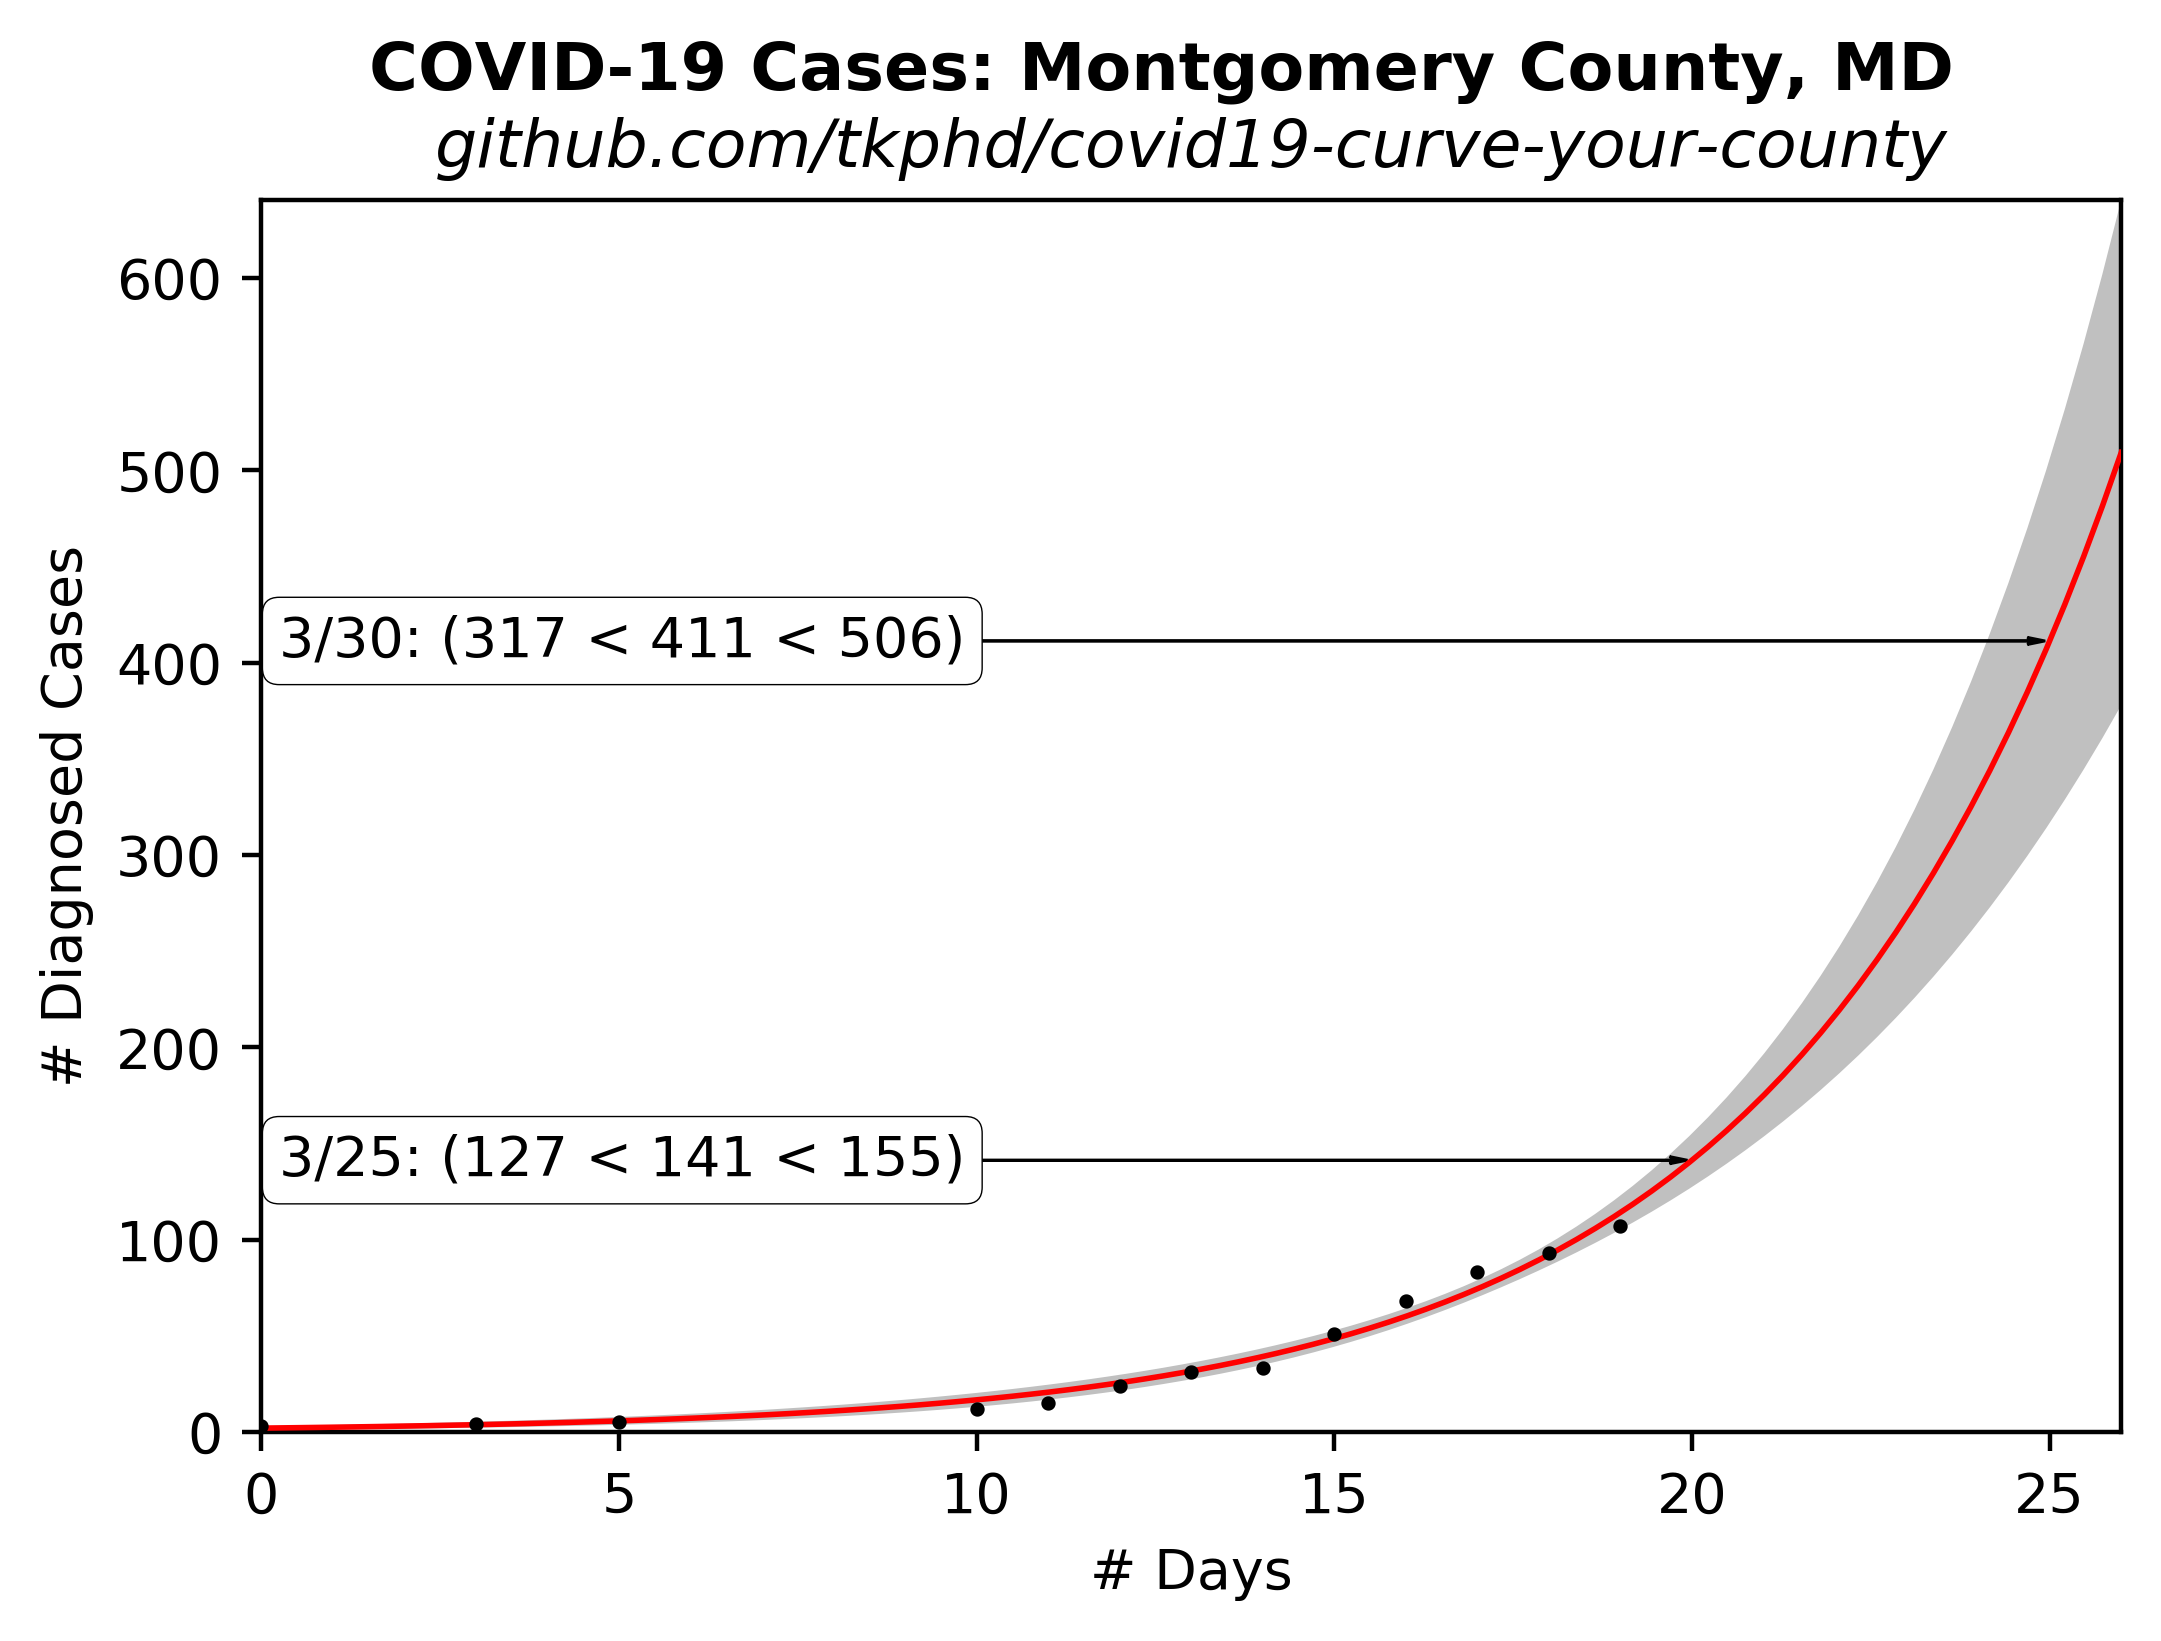 COVID-19 Cases: Montgomery County, MD
github.com/tkphd/covid19-curve-your-county
600
500
400
300
200
100
0
# Diagnosed Cases
3/30: (317 < 411 < 506)
3/25: (127 < 141 < 155)
0 5 10 15 20 25
# Days